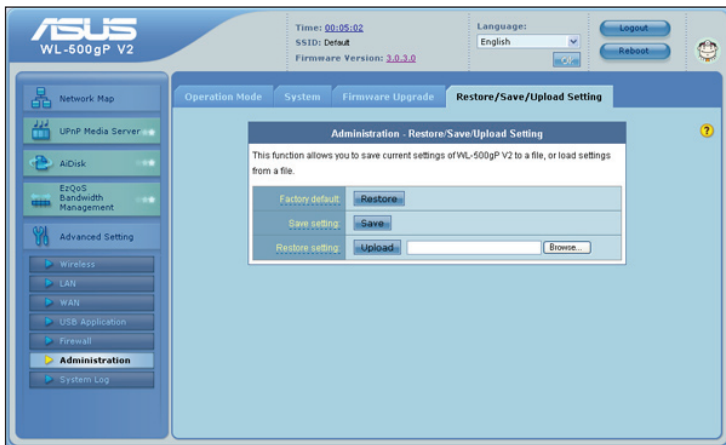 ASUS
WL-500gP V2
Time: 00:05:02
SSID: Default
Firmware Version: 3.0.3.0
Language:
English
Logout
Reboot
Network Map
UPnP Media Server
AiDisk
EzQoS
Bandwidth
Management
Advanced Setting
Wireless
LAN
WAN
USB Application
Firewall
Administration
System Log
Operation Mode
System
Firmware Upgrade
Restore/Save/Upload Setting
Administration - Restore/Save/Upload Setting
This function allows you to save current settings of WL-500gP V2 to a file, or load settings
from a file.
Factory default:
Restore
Save setting:
Save
Restore setting:
Upload
Browse...
?